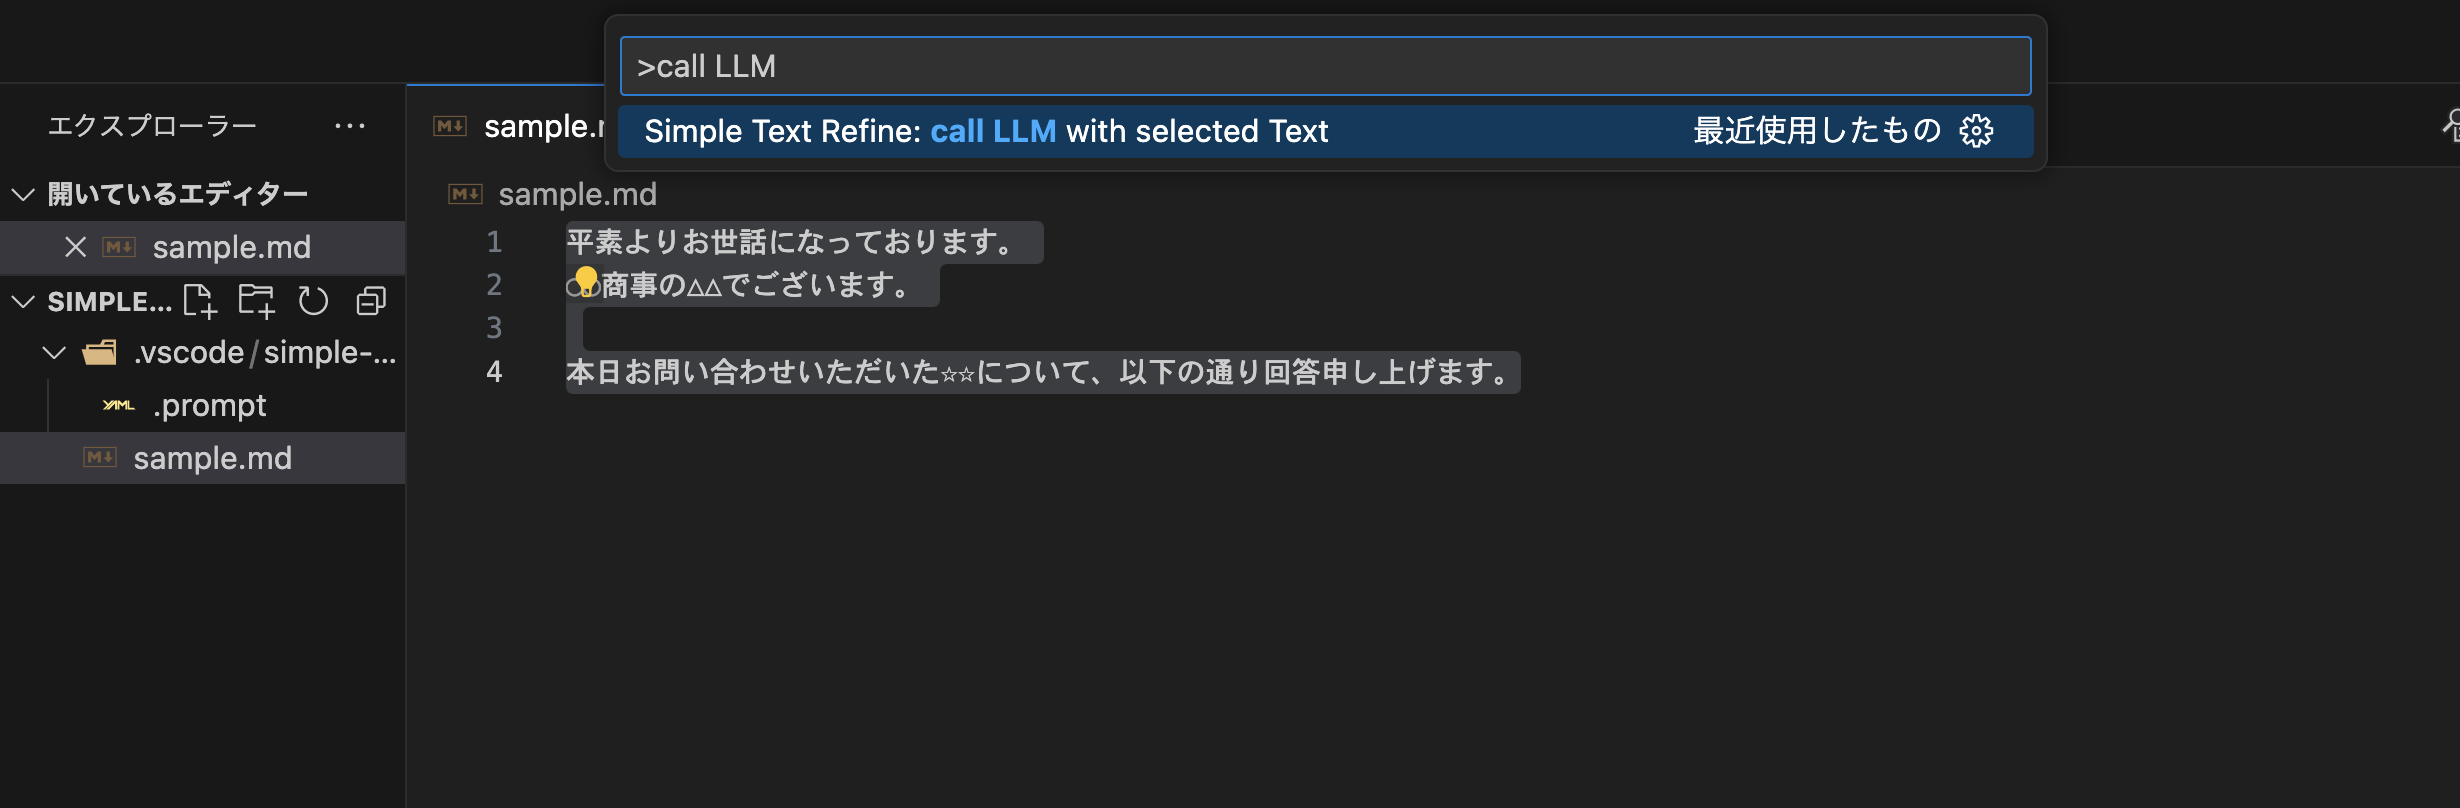 >call LLM
Simple Text Refine: call LLM with selected Text 最近使用したもの
エクスプローラー ···
開いているエディター
sample.md
SIMPLE...
.vscode/simple-...
.prompt
sample.md
sample.
sample.md
1 平素よりお世話になっております。
2 商事の△△でございます。
3
4 本日お問い合わせいただいた☆☆について、以下の通り回答申し上げます。